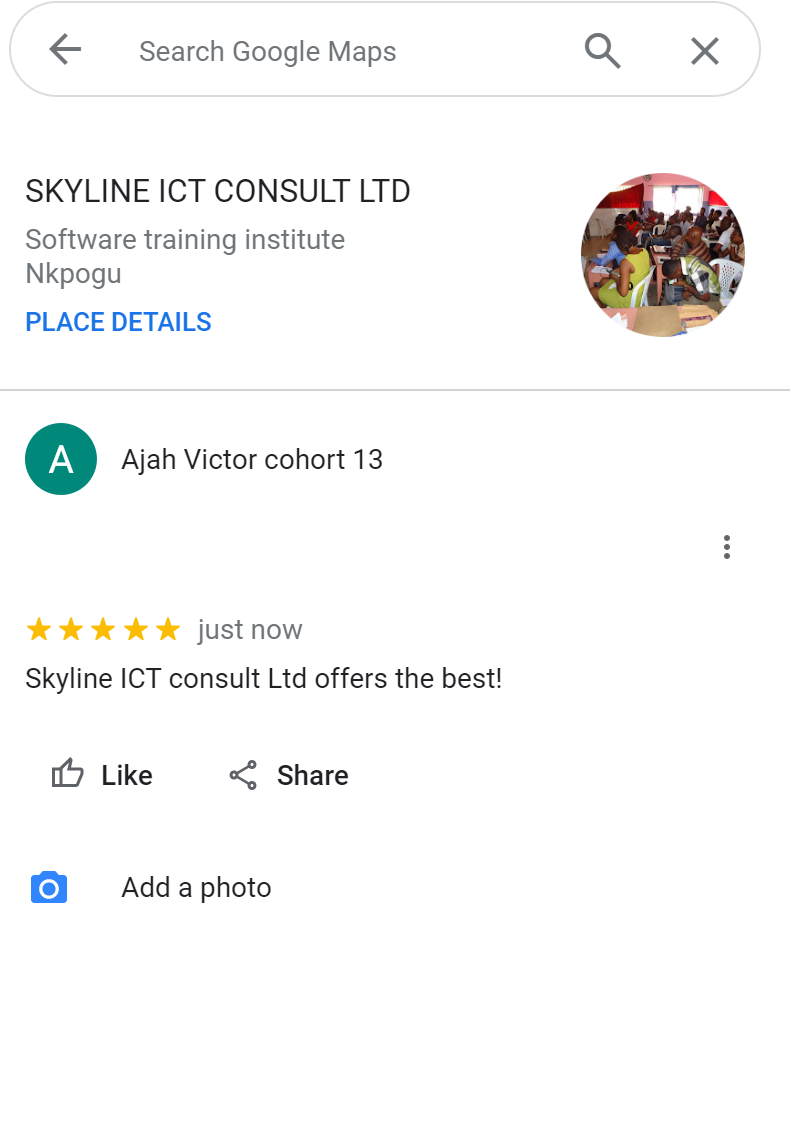 Search Google Maps
SKYLINE ICT CONSULT LTD
Software training institute
Nkpogu
PLACE DETAILS
A
Ajah Victor cohort 13
just now
Skyline ICT consult Ltd offers the best!
Like
Share
Add a photo